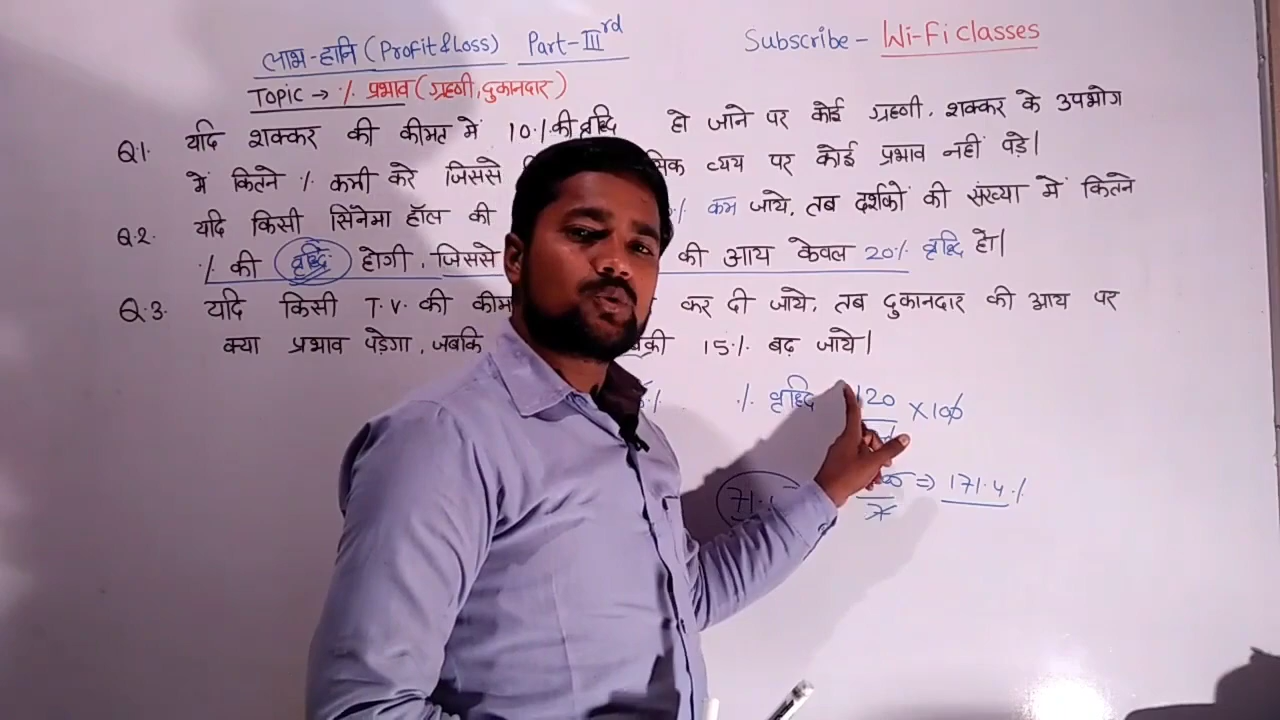 लाभ-हानि (Profit & Loss) Part-IIIrd
Subscribe - Wi-Fi classes
TOPIC → % प्रभाव (ग्रहणी, दुकानदार)
Q.1. यदि शक्कर की कीमत में 10% की वृद्धि हो जाने पर कोई ग्रहणी, शक्कर के उपभोग
में कितने % कमी करे जिससे व्यय पर कोई प्रभाव नहीं पड़े।
Q.2. यदि किसी सिनेमा हॉल की % कम जाये, तब दर्शकों की संख्या में कितने
% की वृद्धि होगी, जिससे की आय केवल 20% वृद्धि हो।
Q.3. यदि किसी T.V. की कर दी जाये, तब दुकानदार की आय पर
क्या प्रभाव पड़ेगा, जबकि 15% बढ़ जाये।
% वृद्धि 120 × 100
71. ⇒ 171.4%
7